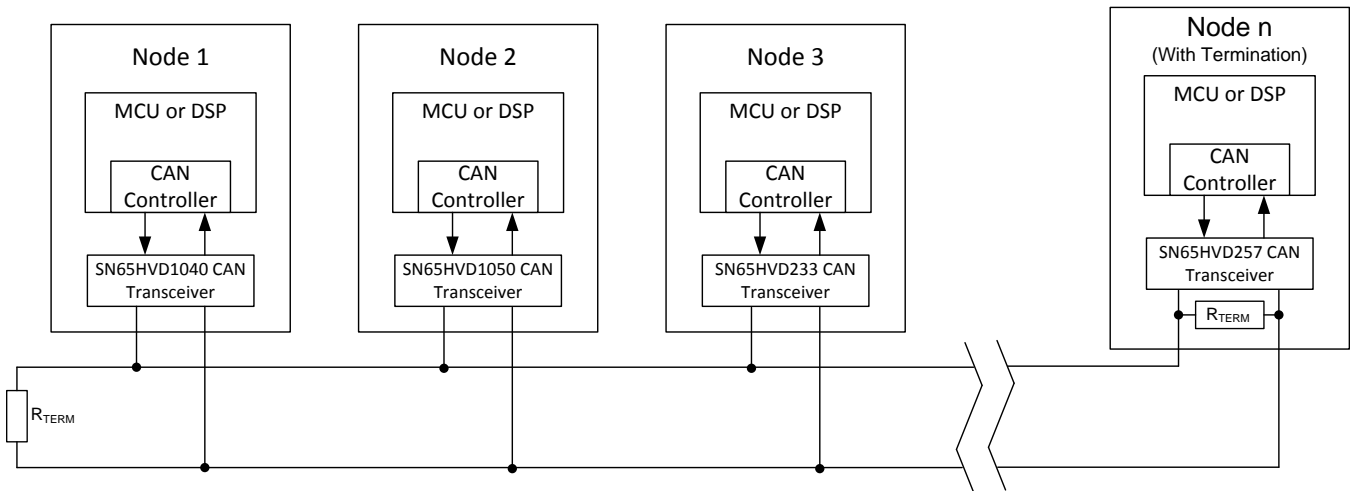 Node 1
MCU or DSP
CAN
Controller
SN65HVD1040 CAN
Transceiver
Node 2
MCU or DSP
CAN
Controller
SN65HVD1050 CAN
Transceiver
Node 3
MCU or DSP
CAN
Controller
SN65HVD233 CAN
Transceiver
Node n
(With Termination)
MCU or DSP
CAN
Controller
SN65HVD257 CAN
Transceiver
RTERM
RTERM